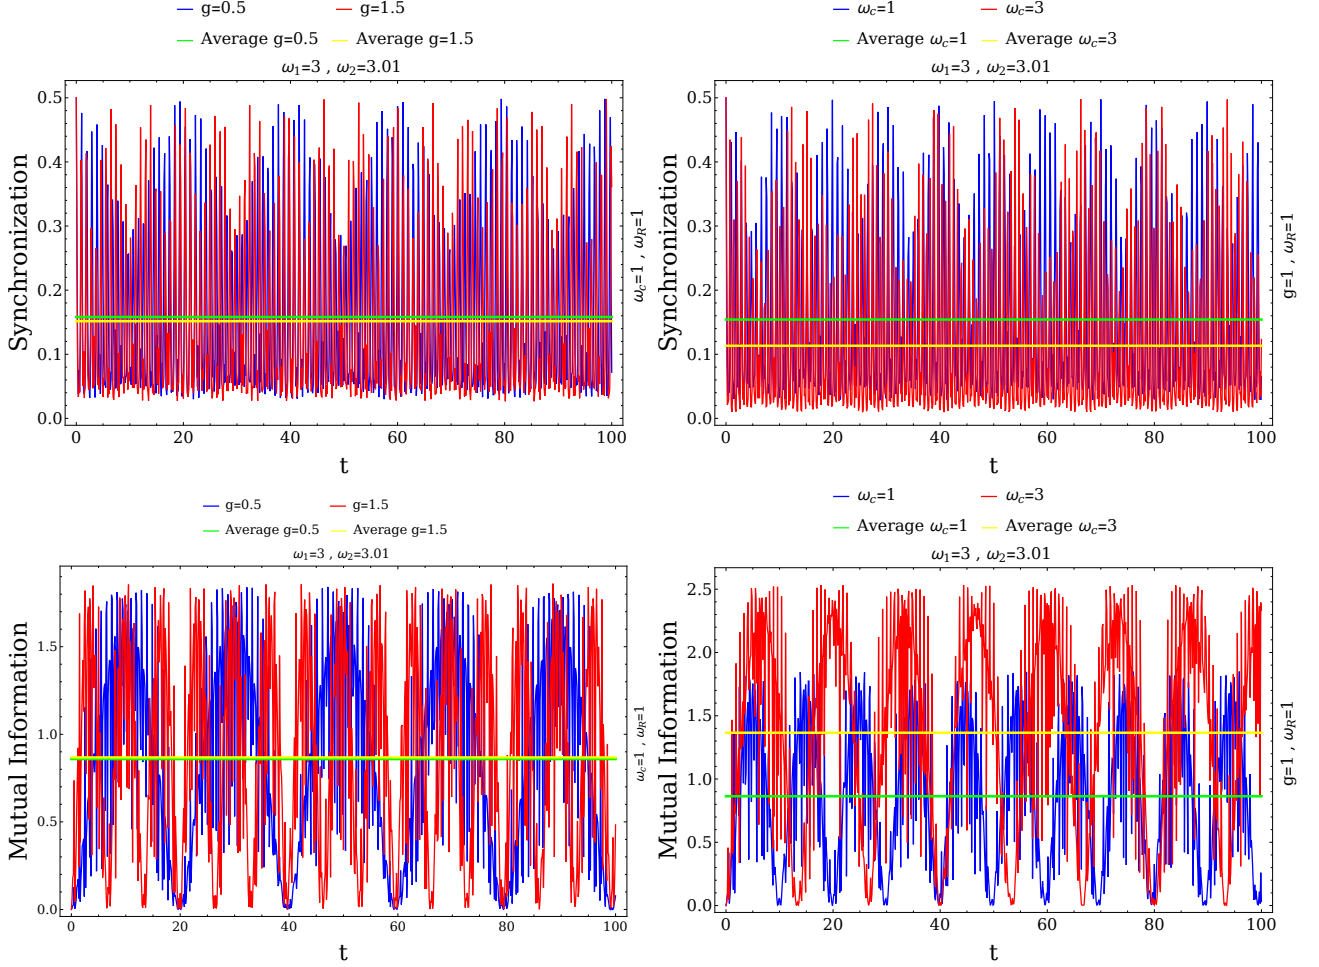 g=0.5 g=1.5
Average g=0.5 Average g=1.5
ω1=3 , ω2=3.01
Synchronization
0.5
0.4
0.3
0.2
0.1
0.0
0 20 40 60 80 100
t
ωc=1 , ωR=1
ωc=1 ωc=3
Average ωc=1 Average ωc=3
ω1=3 , ω2=3.01
Synchronization
0.5
0.4
0.3
0.2
0.1
0.0
0 20 40 60 80 100
t
g=1 , ωR=1
g=0.5 g=1.5
Average g=0.5 Average g=1.5
ω1=3 , ω2=3.01
Mutual Information
1.5
1.0
0.5
0.0
0 20 40 60 80 100
t
ωc=1 , ωR=1
ωc=1 ωc=3
Average ωc=1 Average ωc=3
ω1=3 , ω2=3.01
Mutual Information
2.5
2.0
1.5
1.0
0.5
0.0
0 20 40 60 80 100
t
g=1 , ωR=1